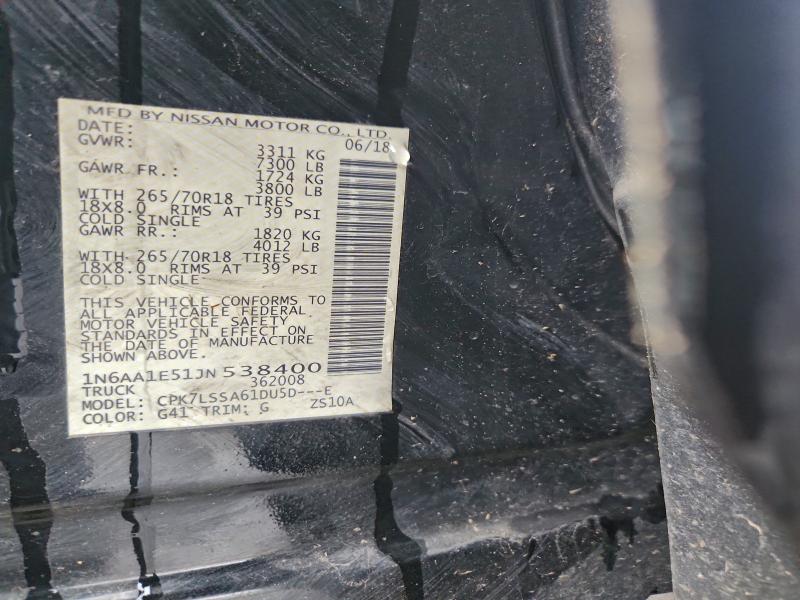 MFD BY NISSAN MOTOR CO., LTD.
DATE: 06/18
GVWR: 3311 KG
7300 LB
GAWR FR.: 1724 KG
3800 LB
WITH 265/70R18 TIRES
18X8.0 RIMS AT 39 PSI
COLD SINGLE
GAWR RR.: 1820 KG
4012 LB
WITH 265/70R18 TIRES
18X8.0 RIMS AT 39 PSI
COLD SINGLE
THIS VEHICLE CONFORMS TO
ALL APPLICABLE FEDERAL
MOTOR VEHICLE SAFETY
STANDARDS IN EFFECT ON
THE DATE OF MANUFACTURE
SHOWN ABOVE.
1N6AA1E51JN538400
TRUCK 362008
MODEL: CPK7LSSA61DU5D---E
COLOR: G41 TRIM; G ZS10A